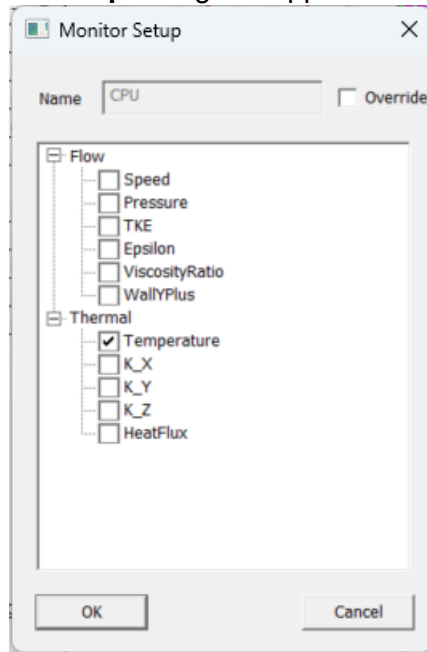 Monitor Setup
Name CPU Override
Flow
Speed
Pressure
TKE
Epsilon
ViscosityRatio
WallYPlus
Thermal
Temperature
K_X
K_Y
K_Z
HeatFlux
OK Cancel